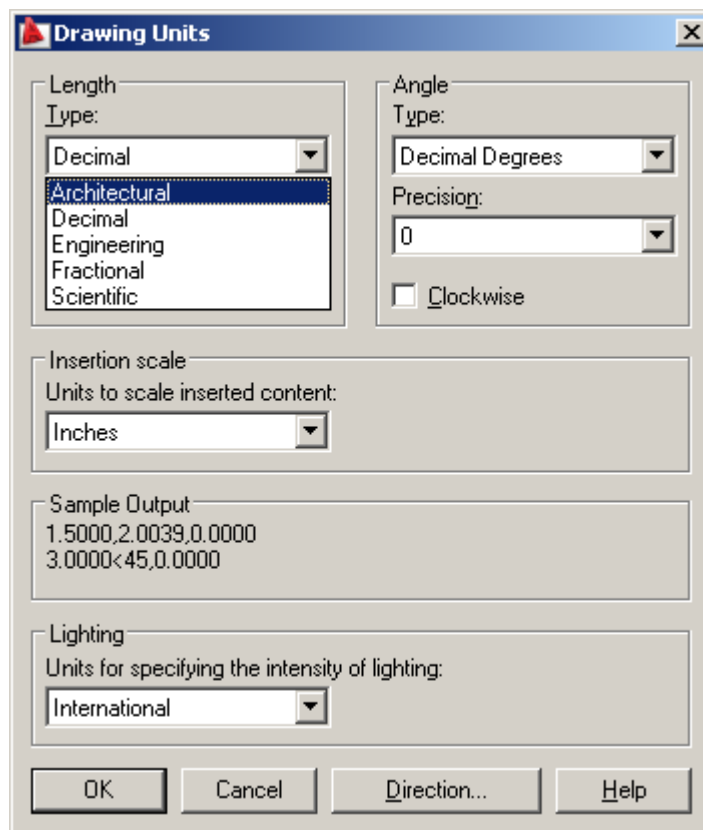 Drawing Units
Length
Type:
Decimal
Architectural
Decimal
Engineering
Fractional
Scientific
Angle
Type:
Decimal Degrees
Precision:
0
Clockwise
Insertion scale
Units to scale inserted content:
Inches
Sample Output
1.5000,2.0039,0.0000
3.0000<45,0.0000
Lighting
Units for specifying the intensity of lighting:
International
OK Cancel Direction... Help